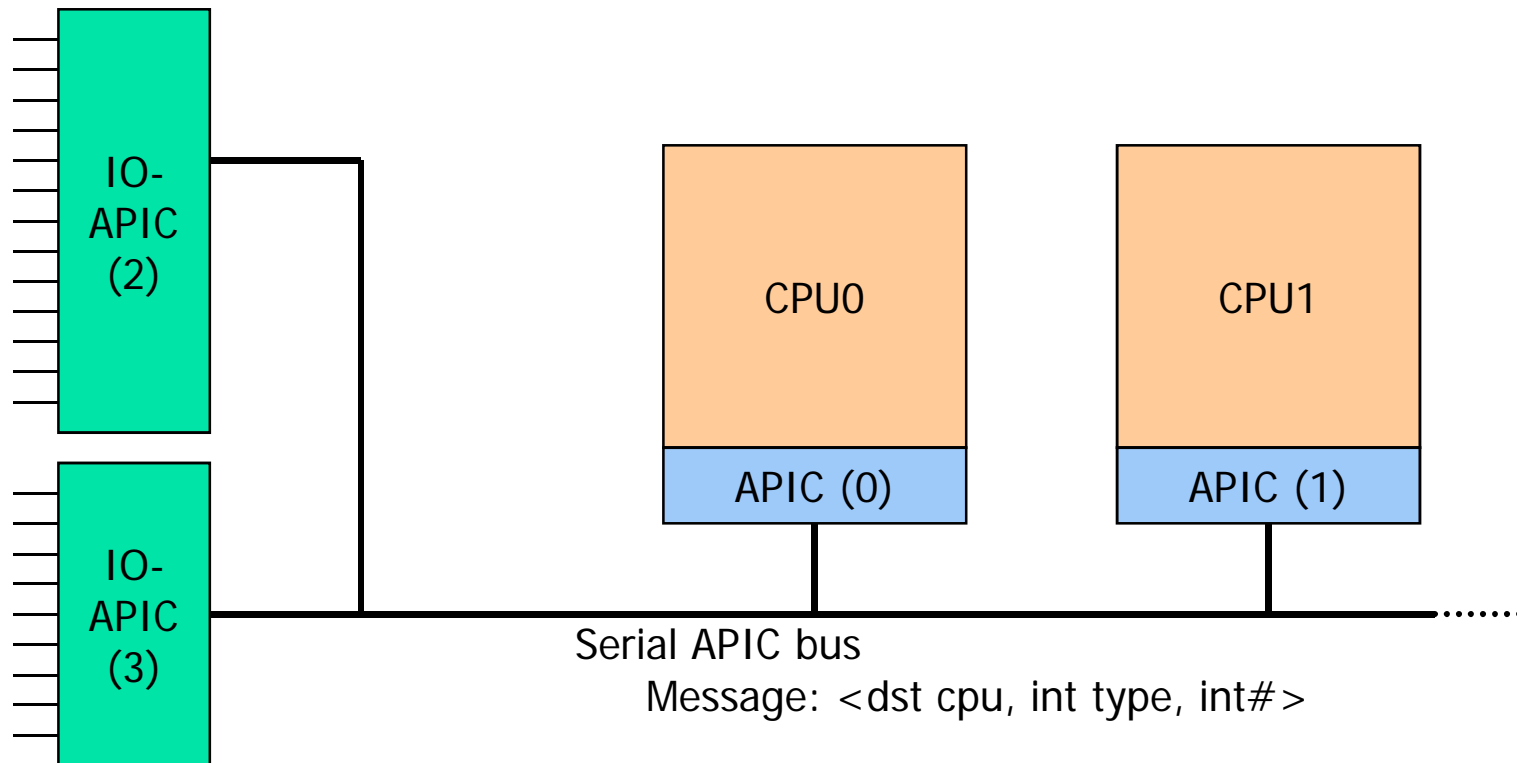 IO-
APIC
(2)
CPU0
CPU1
APIC (0)
APIC (1)
IO-
APIC
(3)
Serial APIC bus
Message: <dst cpu, int type, int#>